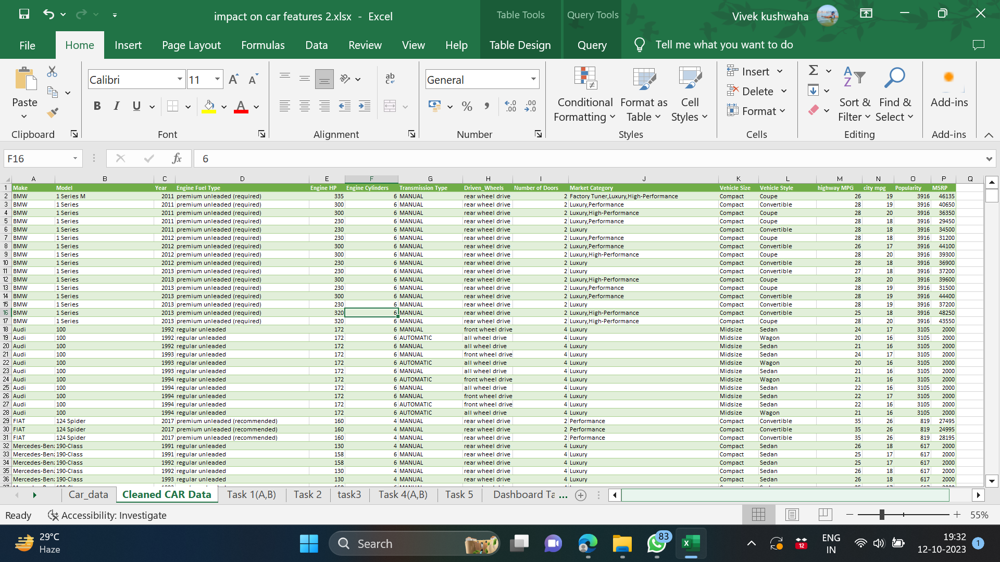 impact on car features 2.xlsx - Excel
Table Tools
Query Tools
Vivek kushwaha
File Home Insert Page Layout Formulas Data Review View Help Table Design Query Tell me what you want to do
Calibri 11 General
Paste
B I U
Conditional Formatting Format as Table Cell Styles
Insert
Delete
Format
Sort & Filter Find & Select
Add-ins
Clipboard Font Alignment Number Styles Cells Editing Add-ins
F16 fx 6
A B C D E F G H I J K L M N O P Q
1 Make Model Year Engine Fuel Type Engine HP Engine Cylinders Transmission Type Driven_Wheels Number of Doors Market Category Vehicle Size Vehicle Style highway MPG city mpg Popularity MSRP
2 BMW 1 Series M 2011 premium unleaded (required) 335 6 MANUAL rear wheel drive 2 Factory Tuner,Luxury,High-Performance Compact Coupe 26 19 3916 46135
3 BMW 1 Series 2011 premium unleaded (required) 300 6 MANUAL rear wheel drive 2 Luxury,Performance Compact Convertible 28 19 3916 40650
4 BMW 1 Series 2011 premium unleaded (required) 300 6 MANUAL rear wheel drive 2 Luxury,High-Performance Compact Coupe 28 20 3916 36350
5 BMW 1 Series 2011 premium unleaded (required) 230 6 MANUAL rear wheel drive 2 Luxury,Performance Compact Coupe 28 18 3916 29450
6 BMW 1 Series 2011 premium unleaded (required) 230 6 MANUAL rear wheel drive 2 Luxury Compact Convertible 28 18 3916 34500
7 BMW 1 Series 2012 premium unleaded (required) 230 6 MANUAL rear wheel drive 2 Luxury,Performance Compact Coupe 28 18 3916 31200
8 BMW 1 Series 2012 premium unleaded (required) 300 6 MANUAL rear wheel drive 2 Luxury,Performance Compact Convertible 26 17 3916 44100
9 BMW 1 Series 2012 premium unleaded (required) 300 6 MANUAL rear wheel drive 2 Luxury,High-Performance Compact Coupe 28 20 3916 39300
10 BMW 1 Series 2012 premium unleaded (required) 230 6 MANUAL rear wheel drive 2 Luxury Compact Convertible 28 18 3916 36900
11 BMW 1 Series 2013 premium unleaded (required) 230 6 MANUAL rear wheel drive 2 Luxury Compact Convertible 27 18 3916 37200
12 BMW 1 Series 2013 premium unleaded (required) 300 6 MANUAL rear wheel drive 2 Luxury,High-Performance Compact Coupe 28 20 3916 39600
13 BMW 1 Series 2013 premium unleaded (required) 230 6 MANUAL rear wheel drive 2 Luxury,Performance Compact Coupe 28 19 3916 31500
14 BMW 1 Series 2013 premium unleaded (required) 300 6 MANUAL rear wheel drive 2 Luxury,Performance Compact Convertible 28 19 3916 44400
15 BMW 1 Series 2013 premium unleaded (required) 230 6 MANUAL rear wheel drive 2 Luxury Compact Convertible 28 19 3916 37200
16 BMW 1 Series 2013 premium unleaded (required) 320 6 MANUAL rear wheel drive 2 Luxury,High-Performance Compact Convertible 25 18 3916 48250
17 BMW 1 Series 2013 premium unleaded (required) 320 6 MANUAL rear wheel drive 2 Luxury,High-Performance Compact Coupe 28 20 3916 43550
18 Audi 100 1992 regular unleaded 172 6 MANUAL front wheel drive 4 Luxury Midsize Sedan 24 17 3105 2000
19 Audi 100 1992 regular unleaded 172 6 AUTOMATIC all wheel drive 4 Luxury Midsize Wagon 20 16 3105 2000
20 Audi 100 1992 regular unleaded 172 6 MANUAL all wheel drive 4 Luxury Midsize Sedan 21 16 3105 2000
21 Audi 100 1993 regular unleaded 172 6 MANUAL front wheel drive 4 Luxury Midsize Sedan 24 17 3105 2000
22 Audi 100 1993 regular unleaded 172 6 AUTOMATIC all wheel drive 4 Luxury Midsize Wagon 20 16 3105 2000
23 Audi 100 1993 regular unleaded 172 6 MANUAL all wheel drive 4 Luxury Midsize Sedan 21 16 3105 2000
24 Audi 100 1994 regular unleaded 172 6 AUTOMATIC front wheel drive 4 Luxury Midsize Wagon 21 16 3105 2000
25 Audi 100 1994 regular unleaded 172 6 MANUAL all wheel drive 4 Luxury Midsize Sedan 22 16 3105 2000
26 Audi 100 1994 regular unleaded 172 6 MANUAL front wheel drive 4 Luxury Midsize Sedan 22 17 3105 2000
27 Audi 100 1994 regular unleaded 172 6 AUTOMATIC front wheel drive 4 Luxury Midsize Sedan 22 16 3105 2000
28 Audi 100 1994 regular unleaded 172 6 AUTOMATIC all wheel drive 4 Luxury Midsize Wagon 21 16 3105 2000
29 FIAT 124 Spider 2017 premium unleaded (recommended) 160 4 MANUAL rear wheel drive 2 Performance Compact Convertible 35 26 819 27495
30 FIAT 124 Spider 2017 premium unleaded (recommended) 160 4 MANUAL rear wheel drive 2 Performance Compact Convertible 35 26 819 24995
31 FIAT 124 Spider 2017 premium unleaded (recommended) 160 4 MANUAL rear wheel drive 2 Performance Compact Convertible 35 26 819 28195
32 Mercedes-Benz 190-Class 1991 regular unleaded 130 4 MANUAL rear wheel drive 4 Luxury Compact Sedan 26 18 617 2000
33 Mercedes-Benz 190-Class 1991 regular unleaded 158 6 MANUAL rear wheel drive 4 Luxury Compact Sedan 25 17 617 2000
34 Mercedes-Benz 190-Class 1992 regular unleaded 158 6 MANUAL rear wheel drive 4 Luxury Compact Sedan 25 17 617 2000
35 Mercedes-Benz 190-Class 1992 regular unleaded 130 4 MANUAL rear wheel drive 4 Luxury Compact Sedan 26 18 617 2000
36 Mercedes-Benz 190-Class 1993 regular unleaded 130 4 MANUAL rear wheel drive 4 Luxury Compact Sedan 26 18 617 2000
Car_data Cleaned CAR Data Task 1(A,B) Task 2 task3 Task 4(A,B) Task 5 Dashboard Ta ...
Ready Accessibility: Investigate 55%
29°C
Haze
Search
83
12
ENG
IN
19:32
12-10-2023
1